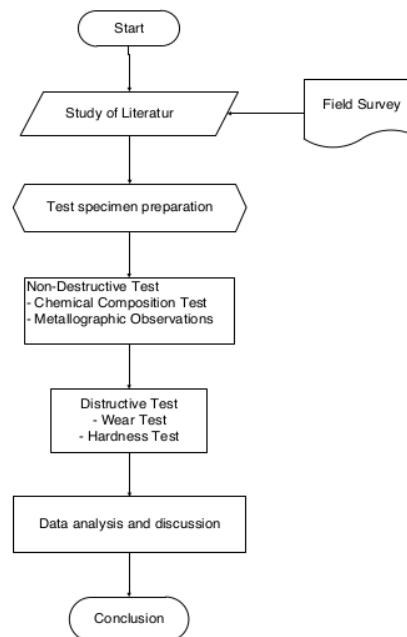 Start
Study of Literatur
Field Survey
Test specimen preparation
Non-Destructive Test
- Chemical Composition Test
- Metallographic Observations
Distructive Test
- Wear Test
- Hardness Test
Data analysis and discussion
Conclusion